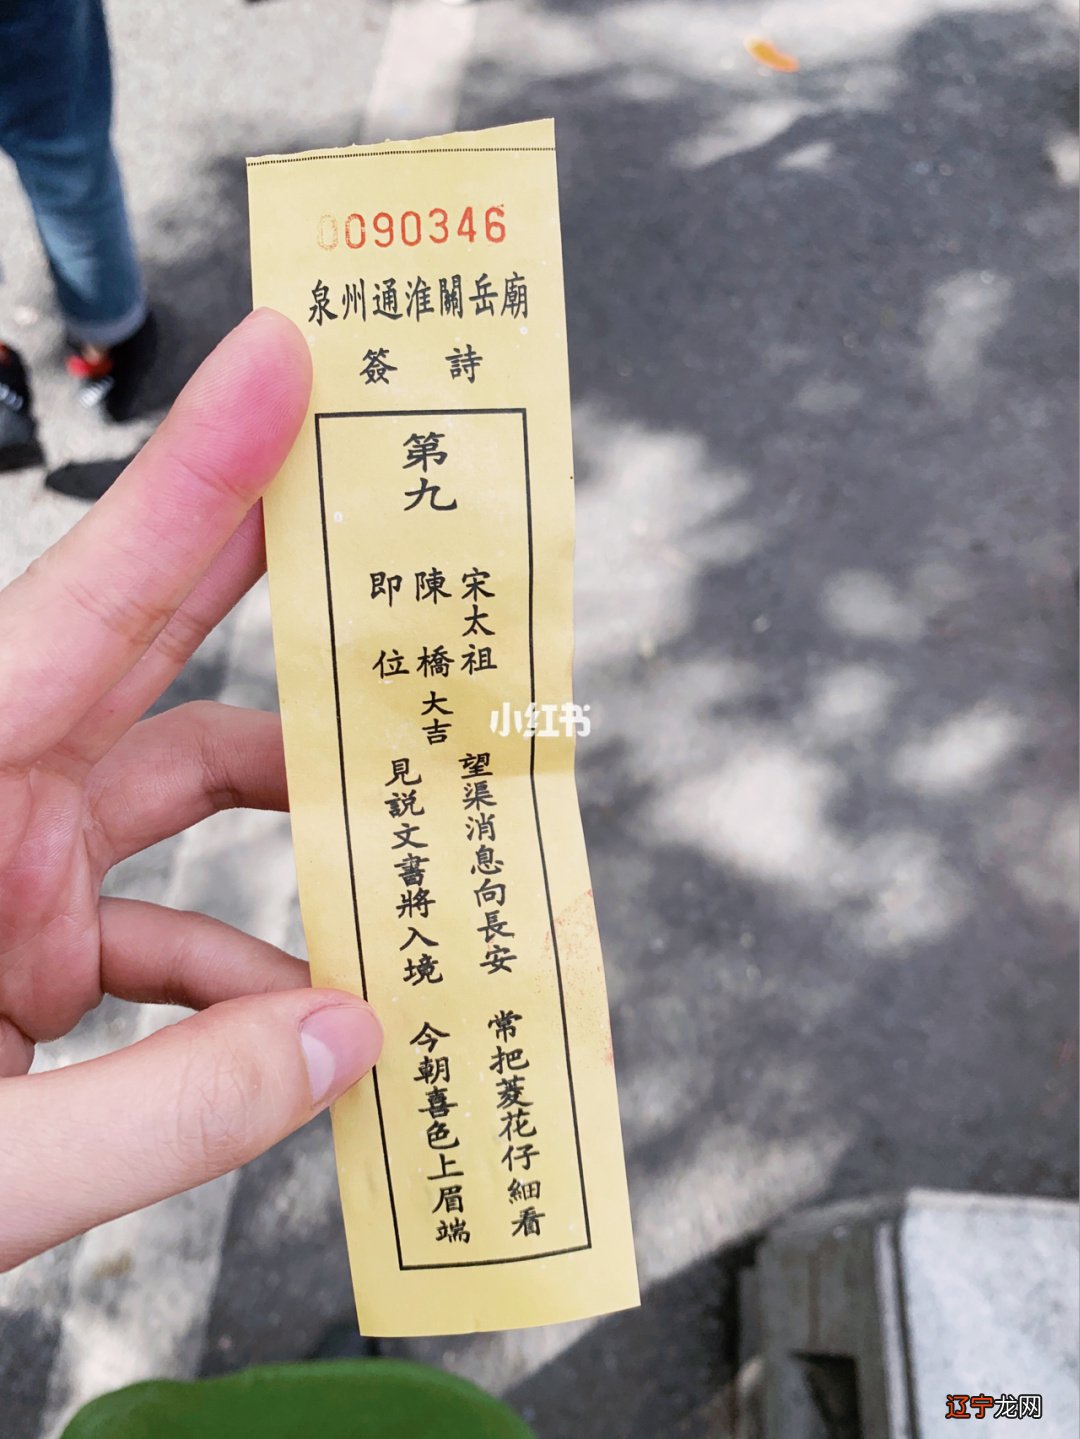 0090346
泉州通淮關岳廟
簽 詩
第九
宋太祖
陳橋
即位
大吉
望渠消息向長安 常把菱花仔細看
見説文書將入境 今朝喜色上眉端
小红书
辽宁龙网